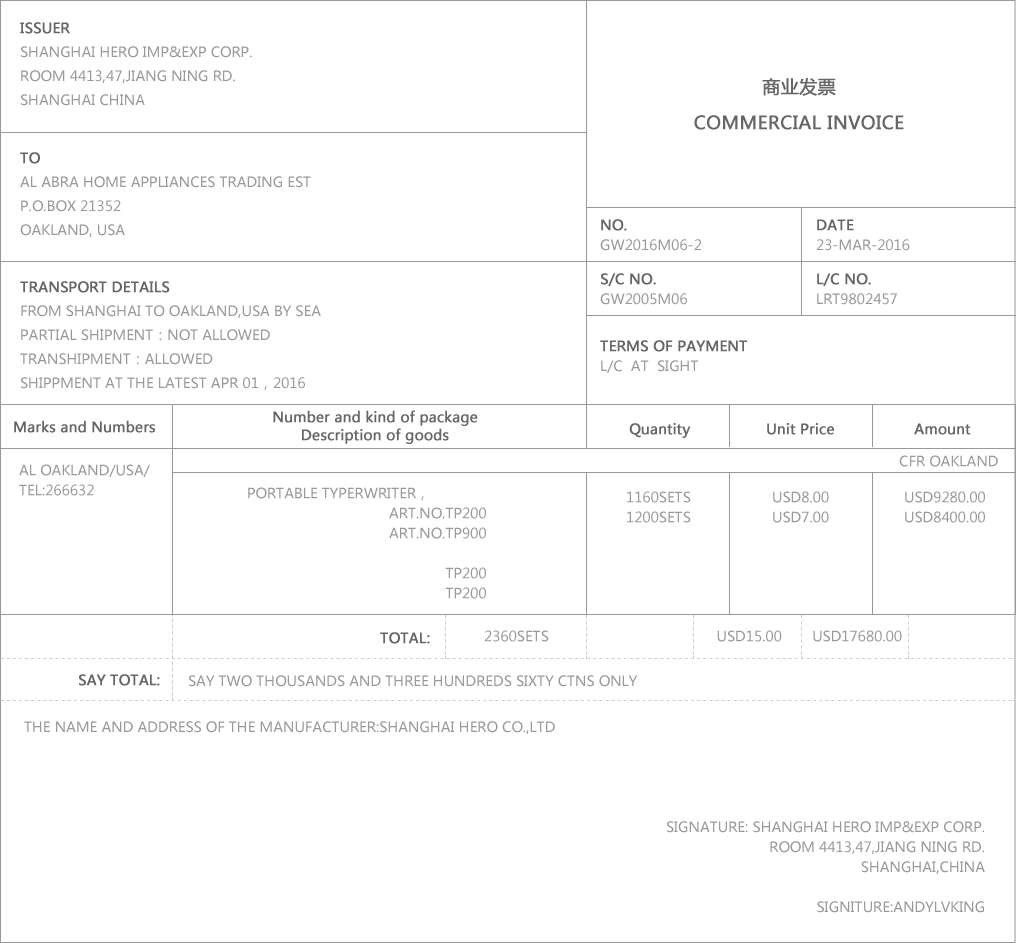 ISSUER
SHANGHAI HERO IMP&EXP CORP.
ROOM 4413,47,JIANG NING RD.
SHANGHAI CHINA
商业发票
COMMERCIAL INVOICE
TO
AL ABRA HOME APPLIANCES TRADING EST
P.O.BOX 21352
OAKLAND, USA
NO. DATE
GW2016M06-2 23-MAR-2016
S/C NO. L/C NO.
GW2005M06 LRT9802457
TRANSPORT DETAILS
FROM SHANGHAI TO OAKLAND,USA BY SEA
PARTIAL SHIPMENT：NOT ALLOWED
TRANSHIPMENT：ALLOWED
SHIPPMENT AT THE LATEST APR 01，2016
TERMS OF PAYMENT
L/C AT SIGHT
Marks and Numbers
Number and kind of package
Description of goods
Quantity Unit Price Amount
CFR OAKLAND
AL OAKLAND/USA/
TEL:266632
PORTABLE TYPERWRITER， 1160SETS USD8.00 USD9280.00
ART.NO.TP200 1200SETS USD7.00 USD8400.00
ART.NO.TP900
TP200
TP200
TOTAL: 2360SETS USD15.00 USD17680.00
SAY TOTAL: SAY TWO THOUSANDS AND THREE HUNDREDS SIXTY CTNS ONLY
THE NAME AND ADDRESS OF THE MANUFACTURER:SHANGHAI HERO CO.,LTD
SIGNATURE: SHANGHAI HERO IMP&EXP CORP.
ROOM 4413,47,JIANG NING RD.
SHANGHAI,CHINA
SIGNITURE:ANDYLVKING